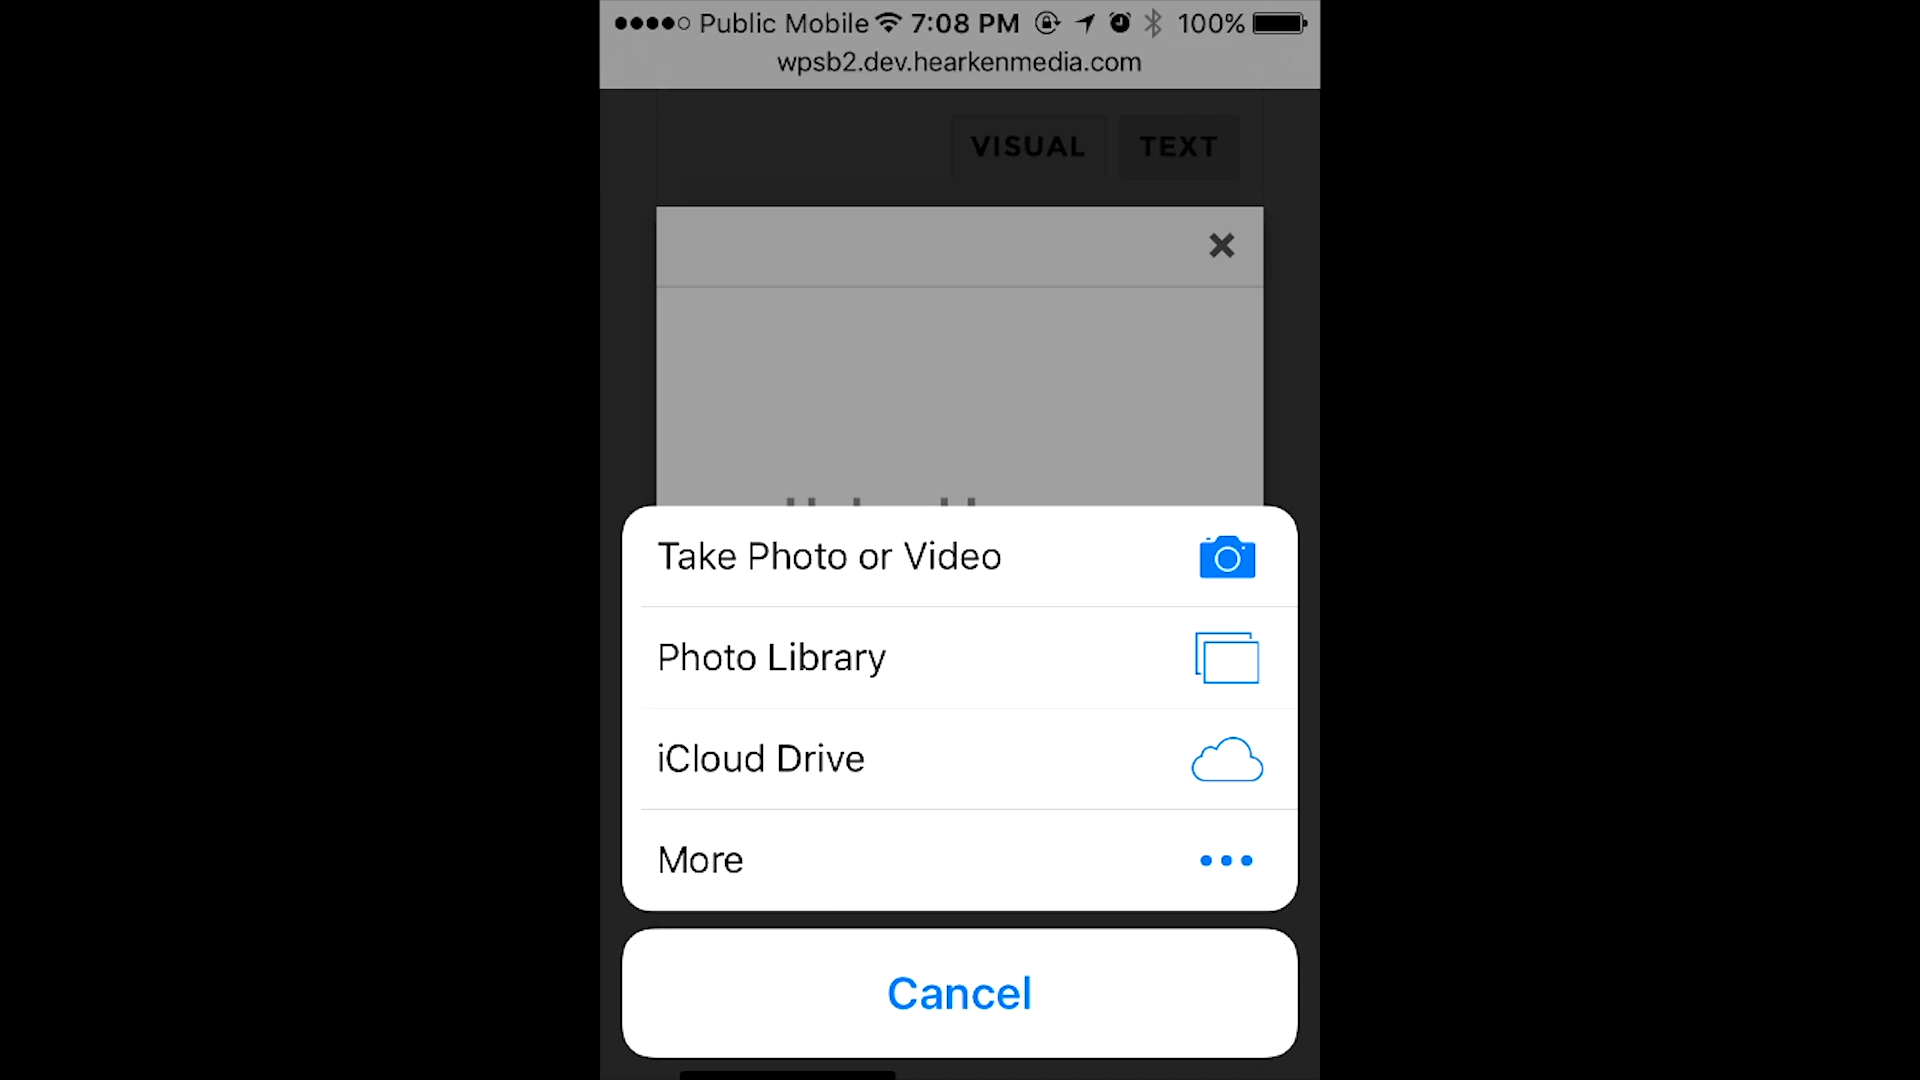 Public Mobile 7:08 PM 100%
wpsb2.dev.hearkenmedia.com
VISUAL TEXT
Take Photo or Video
Photo Library
iCloud Drive
More
Cancel